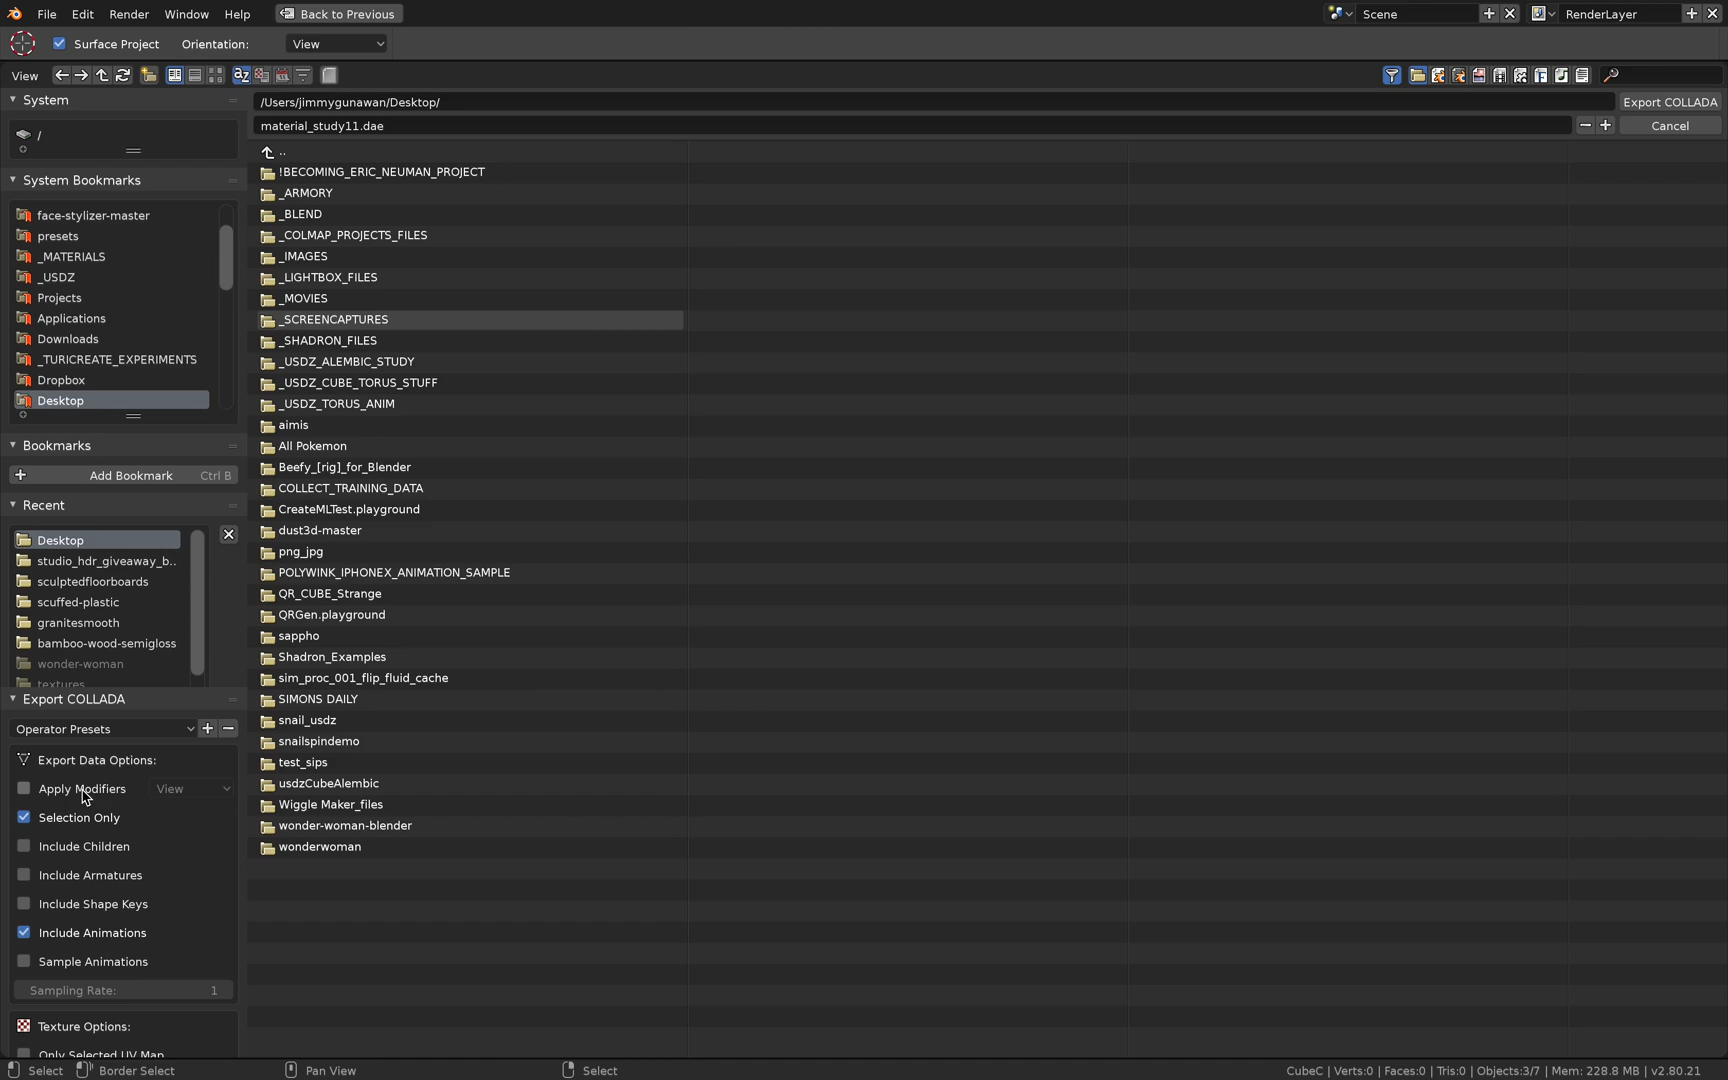 File Edit Render Window Help Back to Previous Scene RenderLayer
Surface Project Orientation: View
View
System
/
System Bookmarks
face-stylizer-master
presets
_MATERIALS
_USDZ
Projects
Applications
Downloads
_TURICREATE_EXPERIMENTS
Dropbox
Desktop
Bookmarks
Add Bookmark Ctrl B
Recent
Desktop
studio_hdr_giveaway_b..
sculptedfloorboards
scuffed-plastic
granitesmooth
bamboo-wood-semigloss
wonder-woman
textures
Export COLLADA
Operator Presets
Export Data Options:
Apply Modifiers View
Selection Only
Include Children
Include Armatures
Include Shape Keys
Include Animations
Sample Animations
Sampling Rate: 1
Texture Options:
Only Selected UV Map
/Users/jimmygunawan/Desktop/ Export COLLADA
material_study11.dae Cancel
..
!BECOMING_ERIC_NEUMAN_PROJECT
_ARMORY
_BLEND
_COLMAP_PROJECTS_FILES
_IMAGES
_LIGHTBOX_FILES
_MOVIES
_SCREENCAPTURES
_SHADRON_FILES
_USDZ_ALEMBIC_STUDY
_USDZ_CUBE_TORUS_STUFF
_USDZ_TORUS_ANIM
aimis
All Pokemon
Beefy_[rig]_for_Blender
COLLECT_TRAINING_DATA
CreateMLTest.playground
dust3d-master
png_jpg
POLYWINK_IPHONEX_ANIMATION_SAMPLE
QR_CUBE_Strange
QRGen.playground
sappho
Shadron_Examples
sim_proc_001_flip_fluid_cache
SIMONS DAILY
snail_usdz
snailspindemo
test_sips
usdzCubeAlembic
Wiggle Maker_files
wonder-woman-blender
wonderwoman
Select Border Select Pan View Select CubeC | Verts:0 | Faces:0 | Tris:0 | Objects:3/7 | Mem: 228.8 MB | v2.80.21